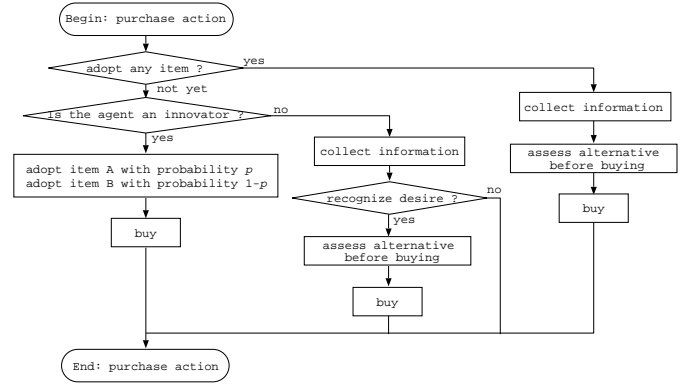 Begin: purchase action
adopt any item ?
yes
not yet
Is the agent an innovator ?
no
yes
collect information
adopt item A with probability p
adopt item B with probability 1-p
collect information
assess alternative
before buying
recognize desire ?
no
yes
buy
buy
assess alternative
before buying
buy
End: purchase action